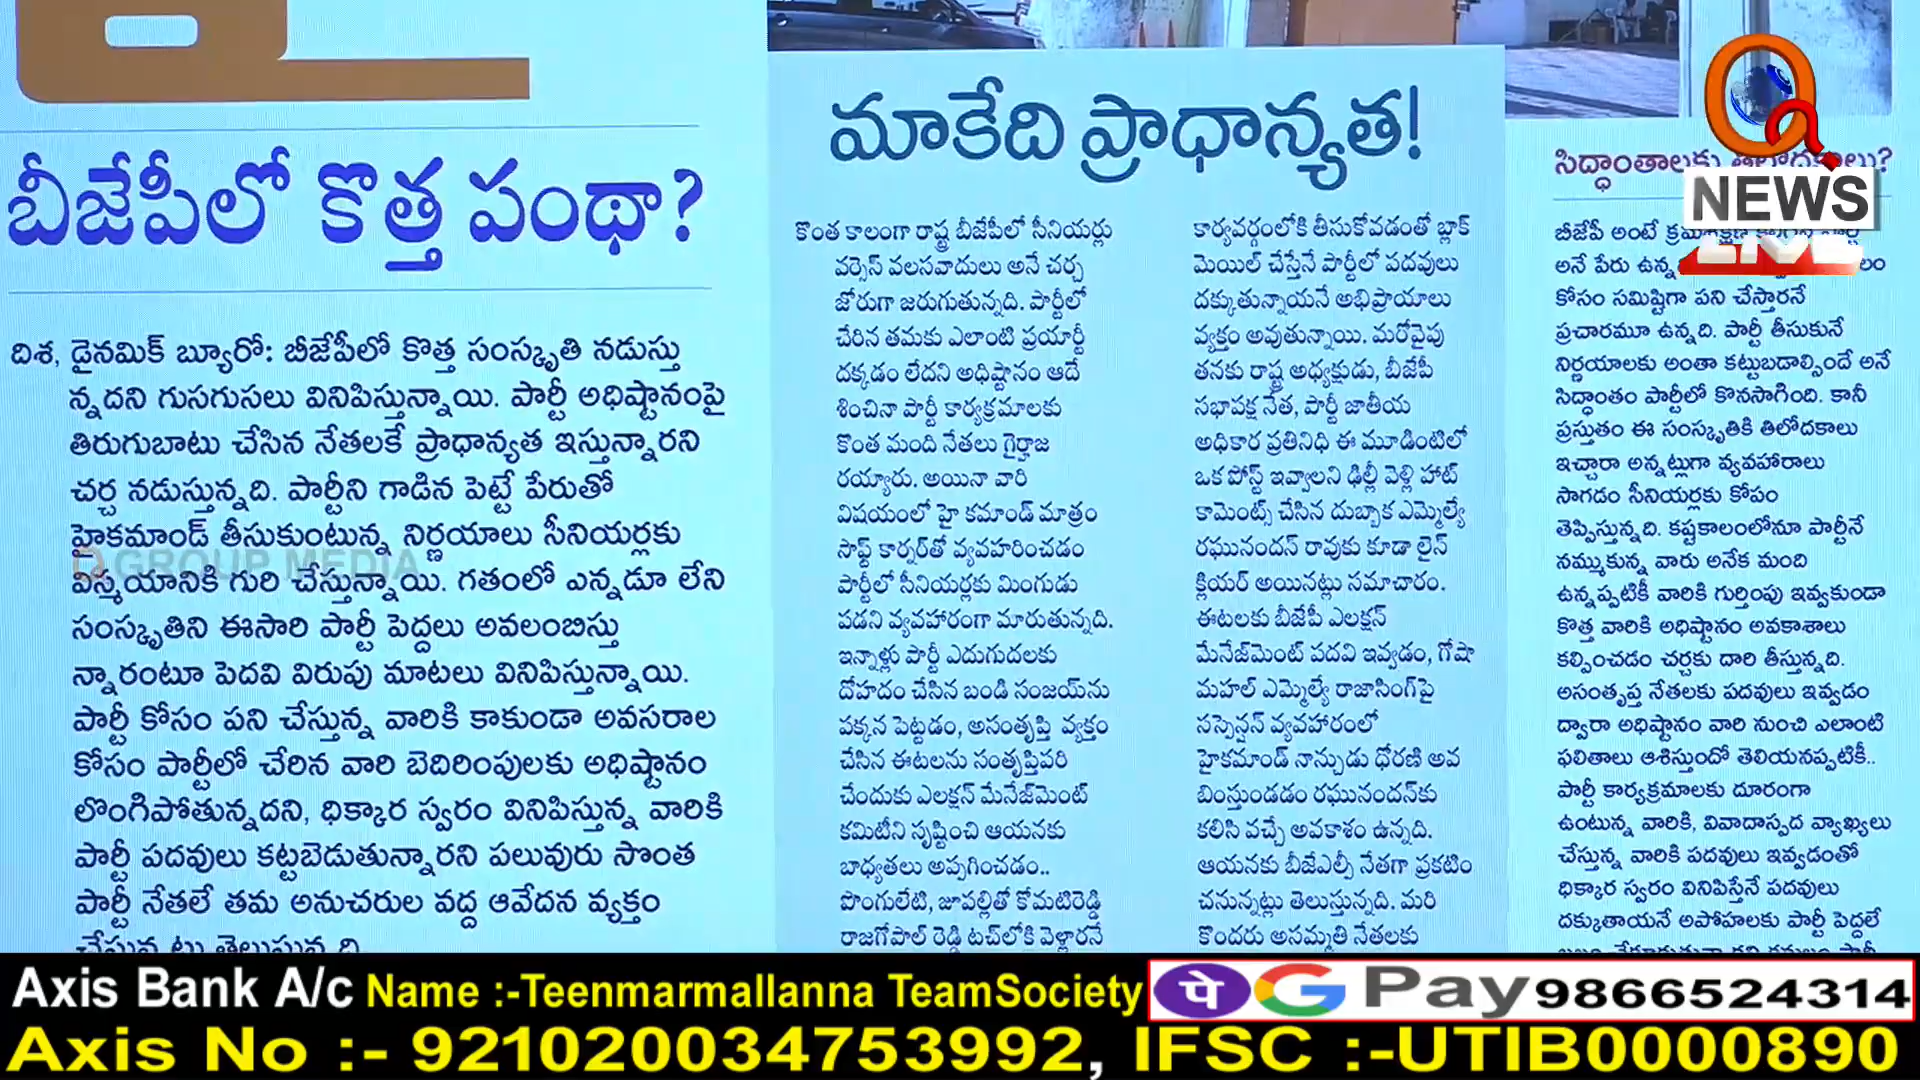 బీజేపీలో కొత్త పంథా?
దిశ, డైనమిక్ బ్యూరో: బీజేపీలో కొత్త సంస్కృతి నడుస్తు
న్నదని గుసగుసలు వినిపిస్తున్నాయి. పార్టీ అధిష్టానంపై
తిరుగుబాటు చేసిన నేతలకే ప్రాధాన్యత ఇస్తున్నారని
చర్చ నడుస్తున్నది. పార్టీని గాడిన పెట్టే పేరుతో
హైకమాండ్ తీసుకుంటున్న నిర్ణయాలు సీనియర్లకు
విస్మయానికి గురి చేస్తున్నాయి. గతంలో ఎన్నడూ లేని
సంస్కృతిని ఈసారి పార్టీ పెద్దలు అవలంబిస్తు
న్నారంటూ పెదవి విరుపు మాటలు వినిపిస్తున్నాయి.
పార్టీ కోసం పని చేస్తున్న వారికి కాకుండా అవసరాల
కోసం పార్టీలో చేరిన వారి బెదిరింపులకు అధిష్టానం
లొంగిపోతున్నదని, ధిక్కార స్వరం వినిపిస్తున్న వారికి
పార్టీ పదవులు కట్టబెడుతున్నారని పలువురు సొంత
పార్టీ నేతలే తమ అనుచరుల వద్ద ఆవేదన వ్యక్తం
GROUP MEDIA
మాకేది ప్రాధాన్యత!
కొంత కాలంగా రాష్ట్ర బీజేపీలో సీనియర్లు
వర్సెస్ వలసవాదులు అనే చర్చ
జోరుగా జరుగుతున్నది. పార్టీలో
చేరిన తమకు ఎలాంటి ప్రయార్టీ
దక్కడం లేదని అధిష్టానం ఆదే
శించినా పార్టీ కార్యక్రమాలకు
కొంత మంది నేతలు గైర్హాజ
రయ్యారు. అయినా వారి
విషయంలో హై కమాండ్ మాత్రం
సాఫ్ట్ కార్నర్‌తో వ్యవహరించడం
పార్టీలో సీనియర్లకు మింగుడు
పడని వ్యవహారంగా మారుతున్నది.
ఇన్నాళ్లు పార్టీ ఎదుగుదలకు
దోహదం చేసిన బండి సంజయ్‌ను
పక్కన పెట్టడం, అసంతృప్తి వ్యక్తం
చేసిన ఈటలను సంతృప్తిపరి
చేందుకు ఎలక్షన్ మేనేజ్‌మెంట్
కమిటీని సృష్టించి ఆయనకు
బాధ్యతలు అప్పగించడం..
పొంగులేటి, జూపల్లితో కోమటిరెడ్డి
రాజగోపాల్ రెడ్డి టచ్‌లోకి వెళ్లారనే
కార్యవర్గంలోకి తీసుకోవడంతో బ్లాక్
మెయిల్ చేస్తేనే పార్టీలో పదవులు
దక్కుతున్నాయనే అభిప్రాయాలు
వ్యక్తం అవుతున్నాయి. మరోవైపు
తనకు రాష్ట్ర అధ్యక్షుడు, బీజేపీ
సభాపక్ష నేత, పార్టీ జాతీయ
అధికార ప్రతినిధి ఈ మూడింటిలో
ఒక పోస్ట్ ఇవ్వాలని ఢిల్లీ వెళ్లి హాట్
కామెంట్స్ చేసిన దుబ్బాక ఎమ్మెల్యే
రఘునందన్ రావుకు కూడా లైన్
క్లియర్ అయినట్లు సమాచారం.
ఈటలకు బీజేపీ ఎలక్షన్
మేనేజ్‌మెంట్ పదవి ఇవ్వడం, గోషా
మహల్ ఎమ్మెల్యే రాజాసింగ్‌పై
సస్పెన్షన్ వ్యవహారంలో
హైకమాండ్ నాన్చుడు ధోరణి అవ
లంబిస్తుండడం రఘునందన్‌కు
కలిసి వచ్చే అవకాశం ఉన్నది.
ఆయనకు బీజేఎల్పీ నేతగా ప్రకటిం
చనున్నట్లు తెలుస్తున్నది. మరి
కొందరు అసమ్మతి నేతలకు
సిద్ధాంతాలకు తిలోదకాలు?
బీజేపీ అంటే
అనే పేరు
కోసం సమిష్టిగా పని చేస్తారనే
ప్రచారమూ ఉన్నది. పార్టీ తీసుకునే
నిర్ణయాలకు అంతా కట్టుబడాల్సిందే అనే
సిద్ధాంతం పార్టీలో కొనసాగింది. కానీ
ప్రస్తుతం ఈ సంస్కృతికి తిలోదకాలు
ఇచ్చారా అన్నట్లుగా వ్యవహారాలు
సాగడం సీనియర్లకు కోపం
తెప్పిస్తున్నది. కష్టకాలంలోనూ పార్టీనే
నమ్ముకున్న వారు అనేక మంది
ఉన్నప్పటికీ వారికి గుర్తింపు ఇవ్వకుండా
కొత్త వారికి అధిష్టానం అవకాశాలు
కల్పించడం చర్చకు దారి తీస్తున్నది.
అసంతృప్త నేతలకు పదవులు ఇవ్వడం
ద్వారా అధిష్టానం వారి నుంచి ఎలాంటి
ఫలితాలు ఆశిస్తుందో తెలియనప్పటికీ..
పార్టీ కార్యక్రమాలకు దూరంగా
ఉంటున్న వారికి, వివాదాస్పద వ్యాఖ్యలు
చేస్తున్న వారికి పదవులు ఇవ్వడంతో
ధిక్కార స్వరం వినిపిస్తేనే పదవులు
దక్కుతాయనే అపోహలకు పార్టీ పెద్దలే
Q
NEWS
LIVE
Axis Bank A/c Name :-Teenmarmallanna TeamSociety పే G Pay 9866524314
Axis No :- 921020034753992, IFSC :-UTIB0000890